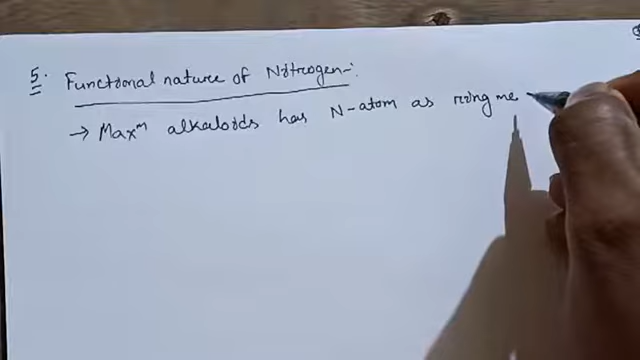 5. Functional nature of Nitrogen-:
→ Maxᵐ alkaloids has N-atom as ring me